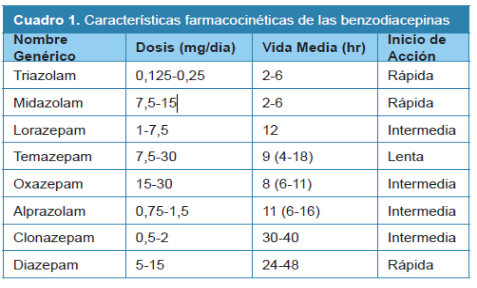 Cuadro 1. Características farmacocinéticas de las benzodiacepinas
Nombre Genérico Dosis (mg/dia) Vida Media (hr) Inicio de Acción
Triazolam 0,125-0,25 2-6 Rápida
Midazolam 7,5-15 2-6 Rápida
Lorazepam 1-7,5 12 Intermedia
Temazepam 7,5-30 9 (4-18) Lenta
Oxazepam 15-30 8 (6-11) Intermedia
Alprazolam 0,75-1,5 11 (6-16) Intermedia
Clonazepam 0,5-2 30-40 Intermedia
Diazepam 5-15 24-48 Rápida